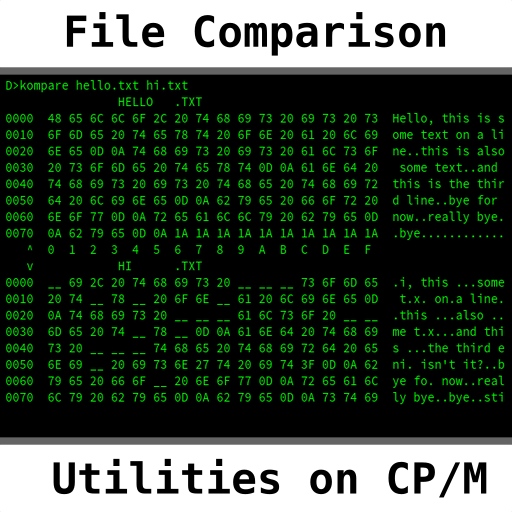 File Comparison
D>kompare hello.txt hi.txt
HELLO   .TXT
0000  48 65 6C 6C 6F 2C 20 74 68 69 73 20 69 73 20 73  Hello, this is s
0010  6F 6D 65 20 74 65 78 74 20 6F 6E 20 61 20 6C 69  ome text on a li
0020  6E 65 0D 0A 74 68 69 73 20 69 73 20 61 6C 73 6F  ne..this is also
0030  20 73 6F 6D 65 20 74 65 78 74 0D 0A 61 6E 64 20   some text..and
0040  74 68 69 73 20 69 73 20 74 68 65 20 74 68 69 72  this is the thir
0050  64 20 6C 69 6E 65 0D 0A 62 79 65 20 66 6F 72 20  d line..bye for
0060  6E 6F 77 0D 0A 72 65 61 6C 6C 79 20 62 79 65 0D  now..really bye.
0070  0A 62 79 65 0D 0A 1A 1A 1A 1A 1A 1A 1A 1A 1A 1A  .bye............
^  0  1  2  3  4  5  6  7  8  9  A  B  C  D  E  F
v            HI      .TXT
0000  __ 69 2C 20 74 68 69 73 20 __ __ __ 73 6F 6D 65  .i, this ...some
0010  20 74 __ 78 __ 20 6F 6E __ 61 20 6C 69 6E 65 0D   t.x. on.a line.
0020  0A 74 68 69 73 20 __ __ __ 61 6C 73 6F 20 __ __  .this ...also ..
0030  6D 65 20 74 __ 78 __ 0D 0A 61 6E 64 20 74 68 69  me t.x...and thi
0040  73 20 __ __ __ 74 68 65 20 74 68 69 72 64 20 65  s ...the third e
0050  6E 69 __ 20 69 73 6E 27 74 20 69 74 3F 0D 0A 62  ni. isn't it?..b
0060  79 65 20 66 6F __ 20 6E 6F 77 0D 0A 72 65 61 6C  ye fo. now..real
0070  6C 79 20 62 79 65 0D 0A 62 79 65 0D 0A 73 74 69  ly bye..bye..sti
Utilities on CP/M